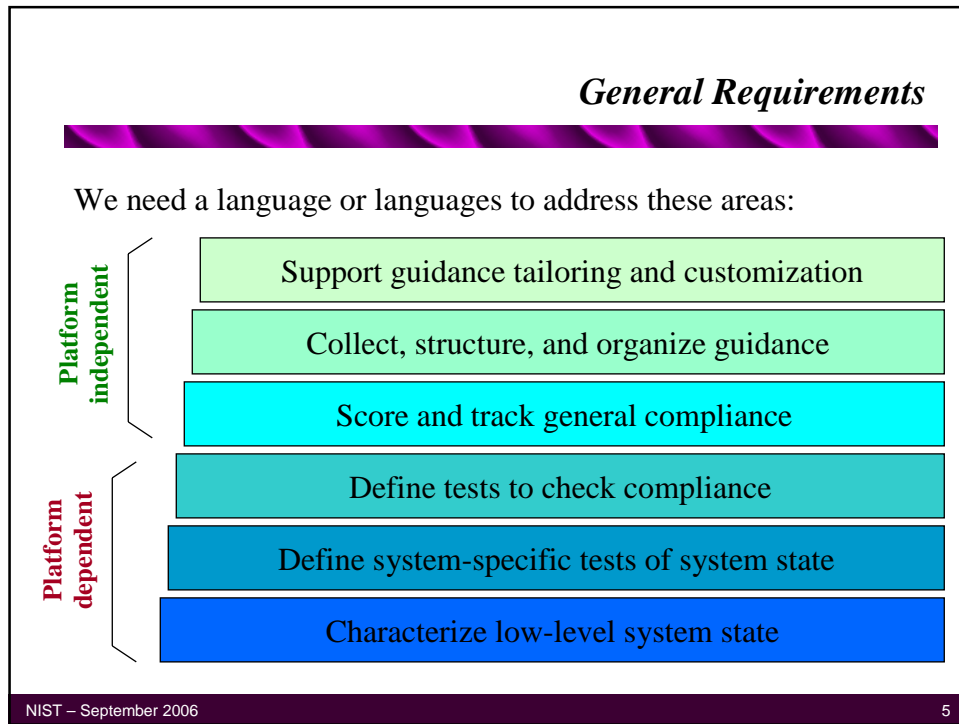 General Requirements
We need a language or languages to address these areas:
Platform
independent
Support guidance tailoring and customization
Collect, structure, and organize guidance
Score and track general compliance
Platform
dependent
Define tests to check compliance
Define system-specific tests of system state
Characterize low-level system state
NIST – September 2006
5